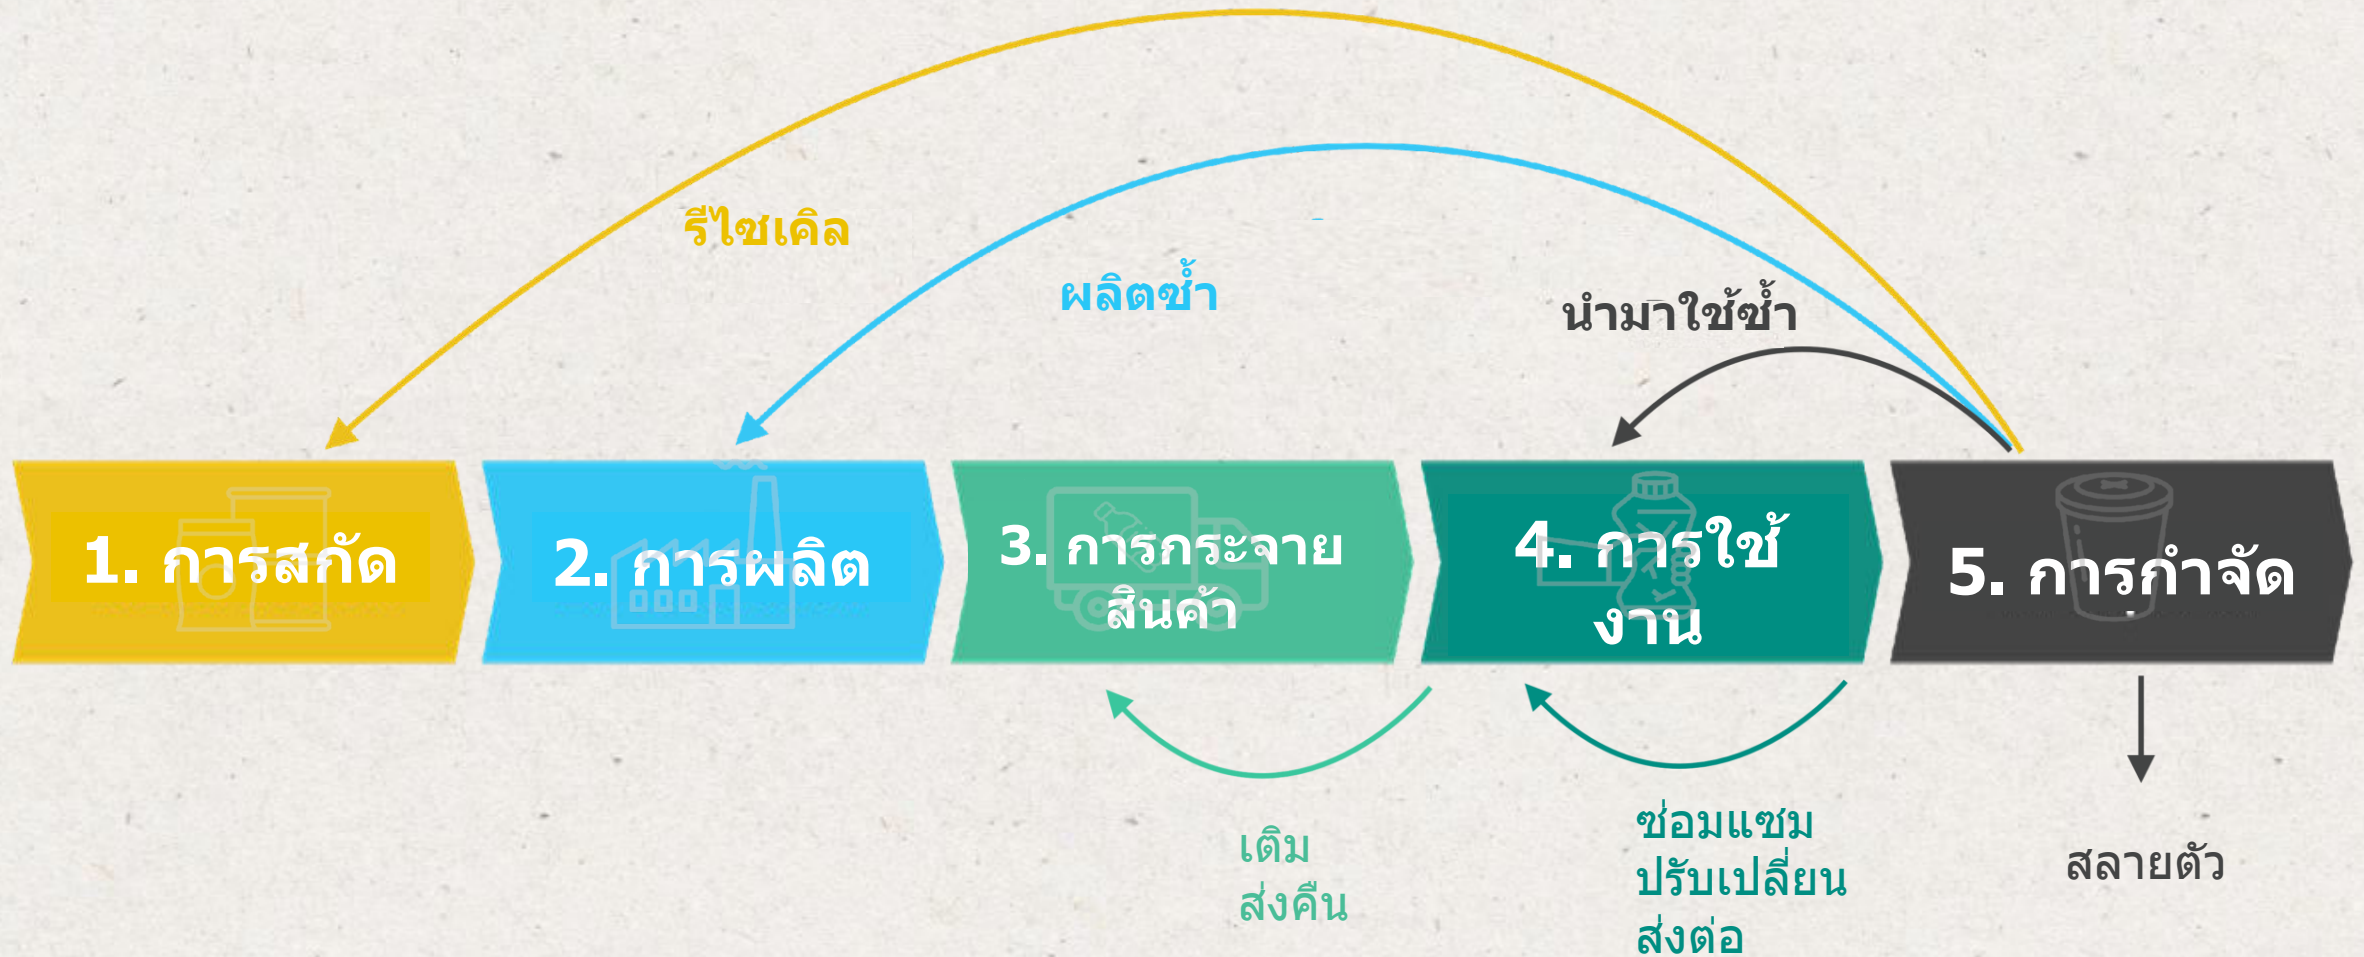 รีไซเคิล
ผลิตซ้ำ
นำมาใช้ซ้ำ
1. การสกัด
2. การผลิต
3. การกระจาย
สินค้า
4. การใช้
งาน
5. การกำจัด
เติม
ส่งคืน
ซ่อมแซม
ปรับเปลี่ยน
ส่งต่อ
สลายตัว